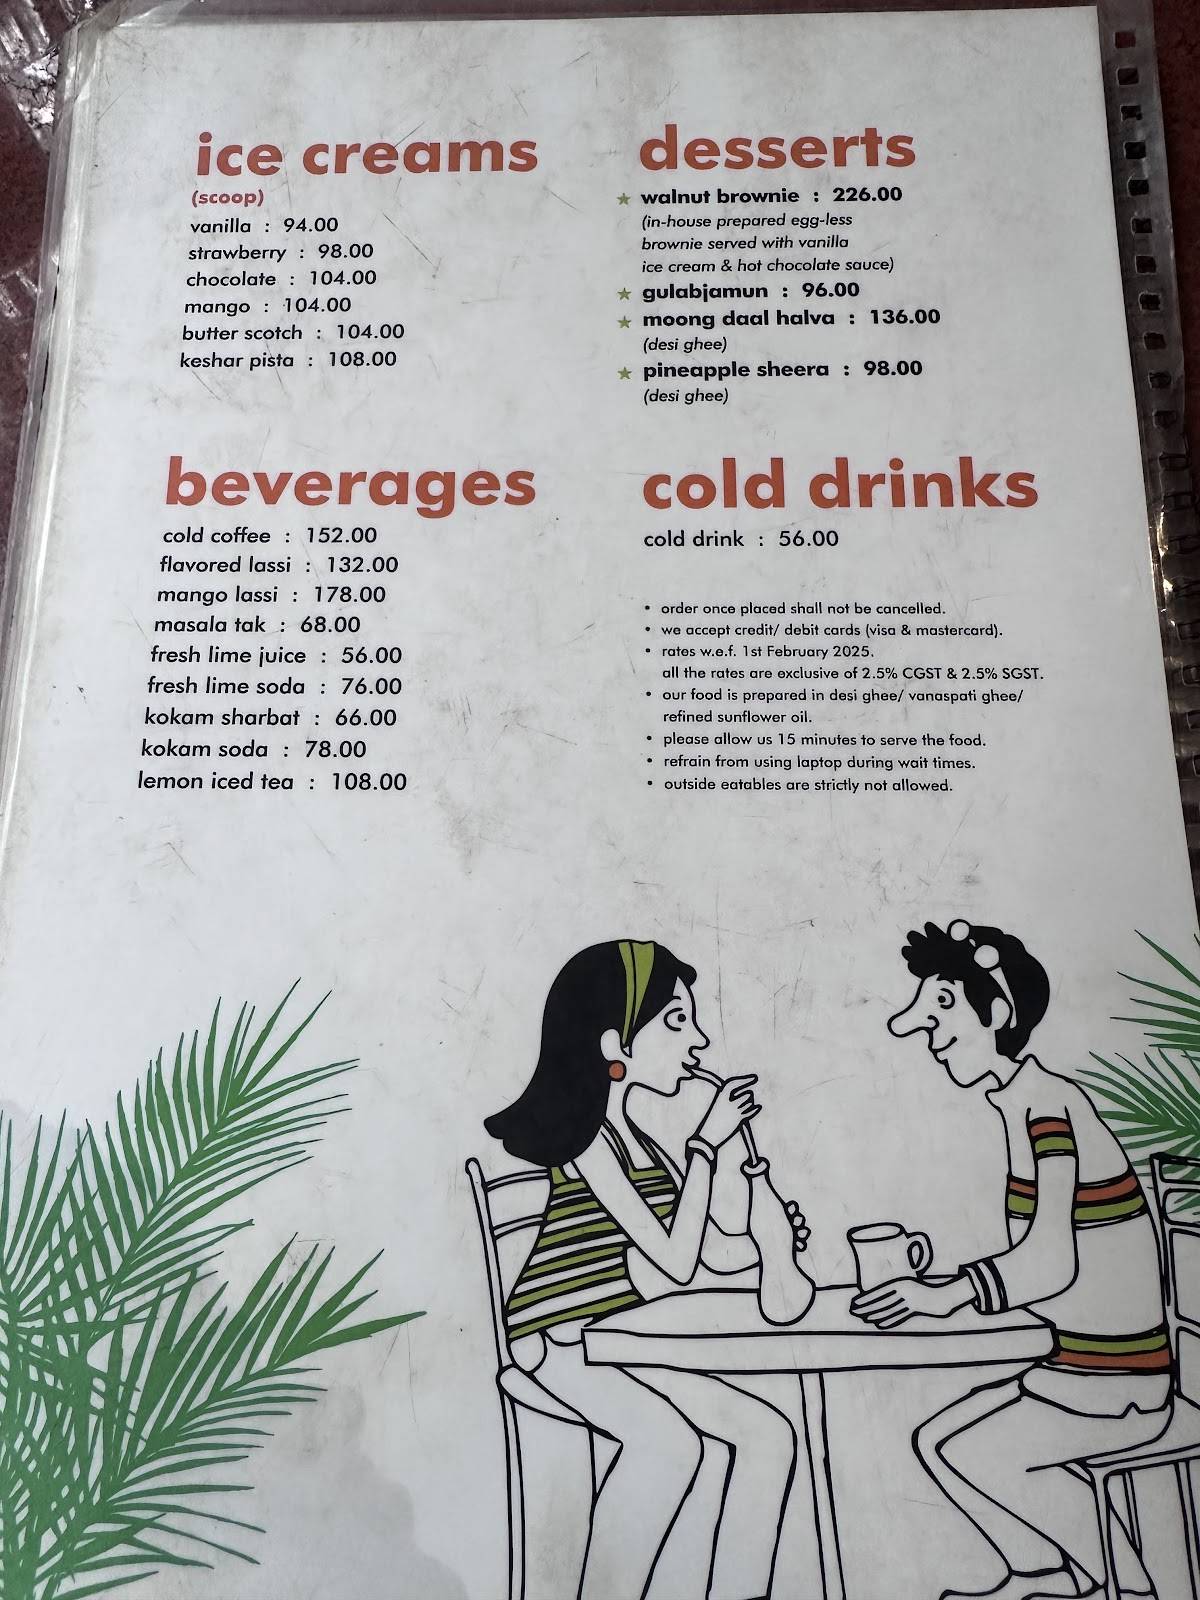 ice creams
(scoop)
vanilla : 94.00
strawberry : 98.00
chocolate : 104.00
mango : 104.00
butter scotch : 104.00
keshar pista : 108.00
desserts
★ walnut brownie : 226.00
(in-house prepared egg-less
brownie served with vanilla
ice cream & hot chocolate sauce)
★ gulabjamun : 96.00
★ moong daal halva : 136.00
(desi ghee)
★ pineapple sheera : 98.00
(desi ghee)
beverages
cold coffee : 152.00
flavored lassi : 132.00
mango lassi : 178.00
masala tak : 68.00
fresh lime juice : 56.00
fresh lime soda : 76.00
kokam sharbat : 66.00
kokam soda : 78.00
lemon iced tea : 108.00
cold drinks
cold drink : 56.00
• order once placed shall not be cancelled.
• we accept credit/ debit cards (visa & mastercard).
• rates w.e.f. 1st February 2025.
all the rates are exclusive of 2.5% CGST & 2.5% SGST.
• our food is prepared in desi ghee/ vanaspati ghee/
refined sunflower oil.
• please allow us 15 minutes to serve the food.
• refrain from using laptop during wait times.
• outside eatables are strictly not allowed.